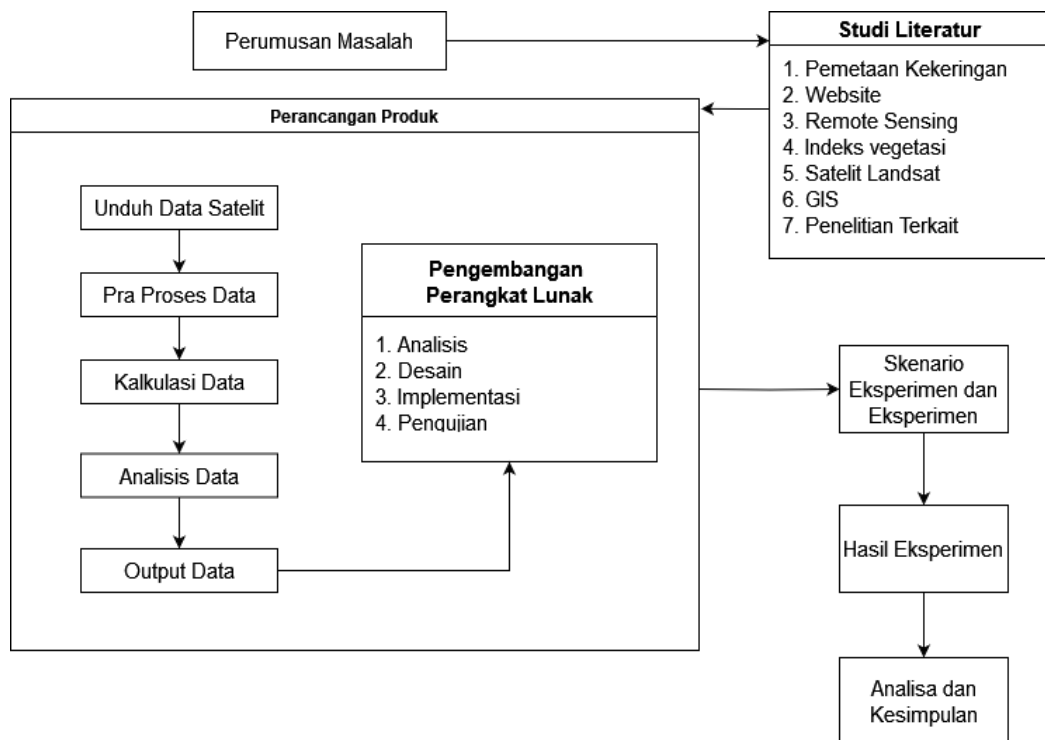 Perumusan Masalah
Studi Literatur
1. Pemetaan Kekeringan
2. Website
3. Remote Sensing
4. Indeks vegetasi
5. Satelit Landsat
6. GIS
7. Penelitian Terkait
Perancangan Produk
Unduh Data Satelit
Pra Proses Data
Kalkulasi Data
Analisis Data
Output Data
Pengembangan
Perangkat Lunak
1. Analisis
2. Desain
3. Implementasi
4. Pengujian
Skenario
Eksperimen dan
Eksperimen
Hasil Eksperimen
Analisa dan
Kesimpulan